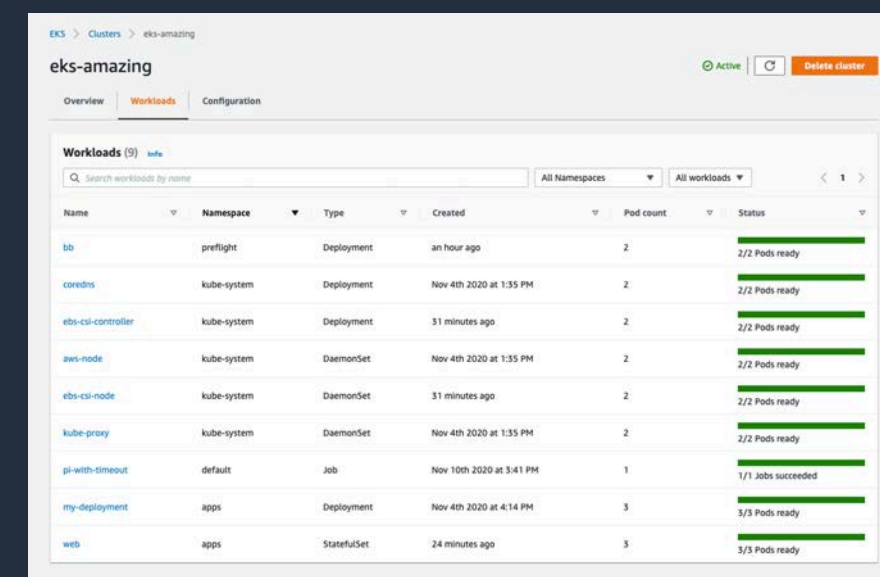 EKS > Clusters > eks-amazing
eks-amazing
Active
Delete cluster
Overview Workloads Configuration
Workloads (9) Info
Search workloads by name All Namespaces All workloads < 1 >
Name Namespace Type Created Pod count Status
bb preflight Deployment an hour ago 2 2/2 Pods ready
coredns kube-system Deployment Nov 4th 2020 at 1:35 PM 2 2/2 Pods ready
ebs-csi-controller kube-system Deployment 31 minutes ago 2 2/2 Pods ready
aws-node kube-system DaemonSet Nov 4th 2020 at 1:35 PM 2 2/2 Pods ready
ebs-csi-node kube-system DaemonSet 31 minutes ago 2 2/2 Pods ready
kube-proxy kube-system DaemonSet Nov 4th 2020 at 1:35 PM 2 2/2 Pods ready
pi-with-timeout default Job Nov 10th 2020 at 3:41 PM 1 1/1 Jobs succeeded
my-deployment apps Deployment Nov 4th 2020 at 4:14 PM 3 3/3 Pods ready
web apps StatefulSet 24 minutes ago 3 3/3 Pods ready